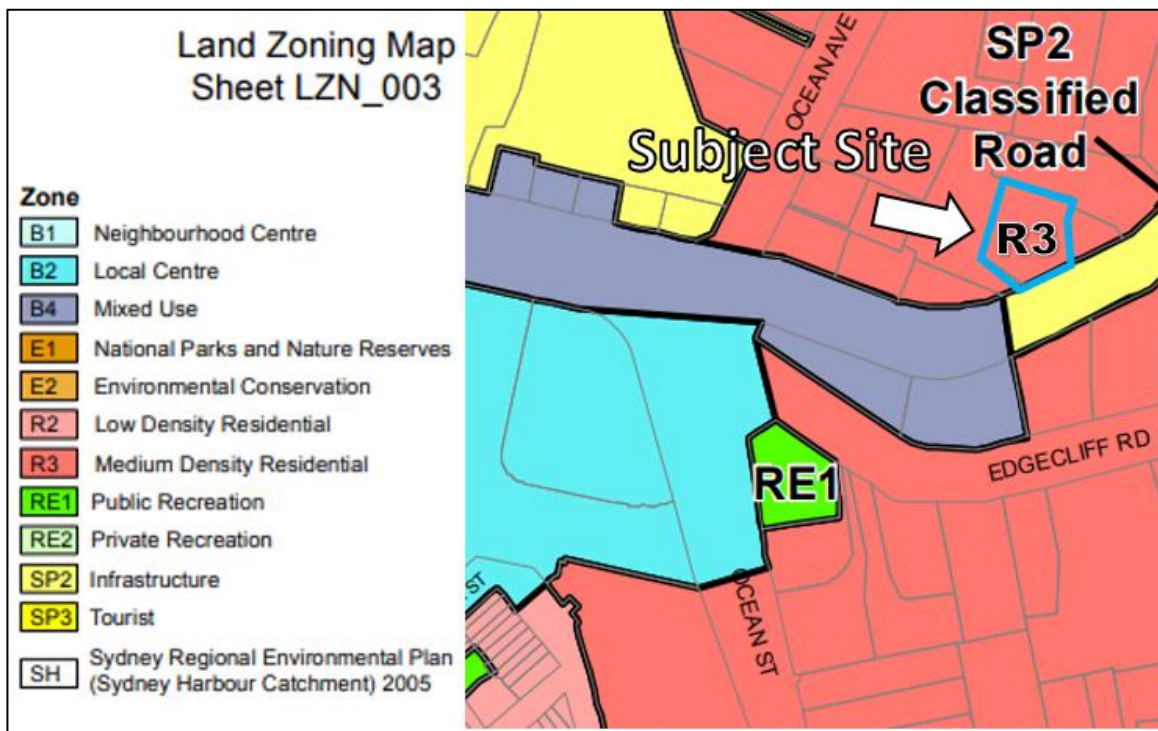 Land Zoning Map
Sheet LZN_003
Zone
B1 Neighbourhood Centre
B2 Local Centre
B4 Mixed Use
E1 National Parks and Nature Reserves
E2 Environmental Conservation
R2 Low Density Residential
R3 Medium Density Residential
RE1 Public Recreation
RE2 Private Recreation
SP2 Infrastructure
SP3 Tourist
SH Sydney Regional Environmental Plan
(Sydney Harbour Catchment) 2005
OCEAN AVE
SP2
Classified
Road
Subject Site
R3
EDGECLIFF RD
RE1
OCEAN ST
ST